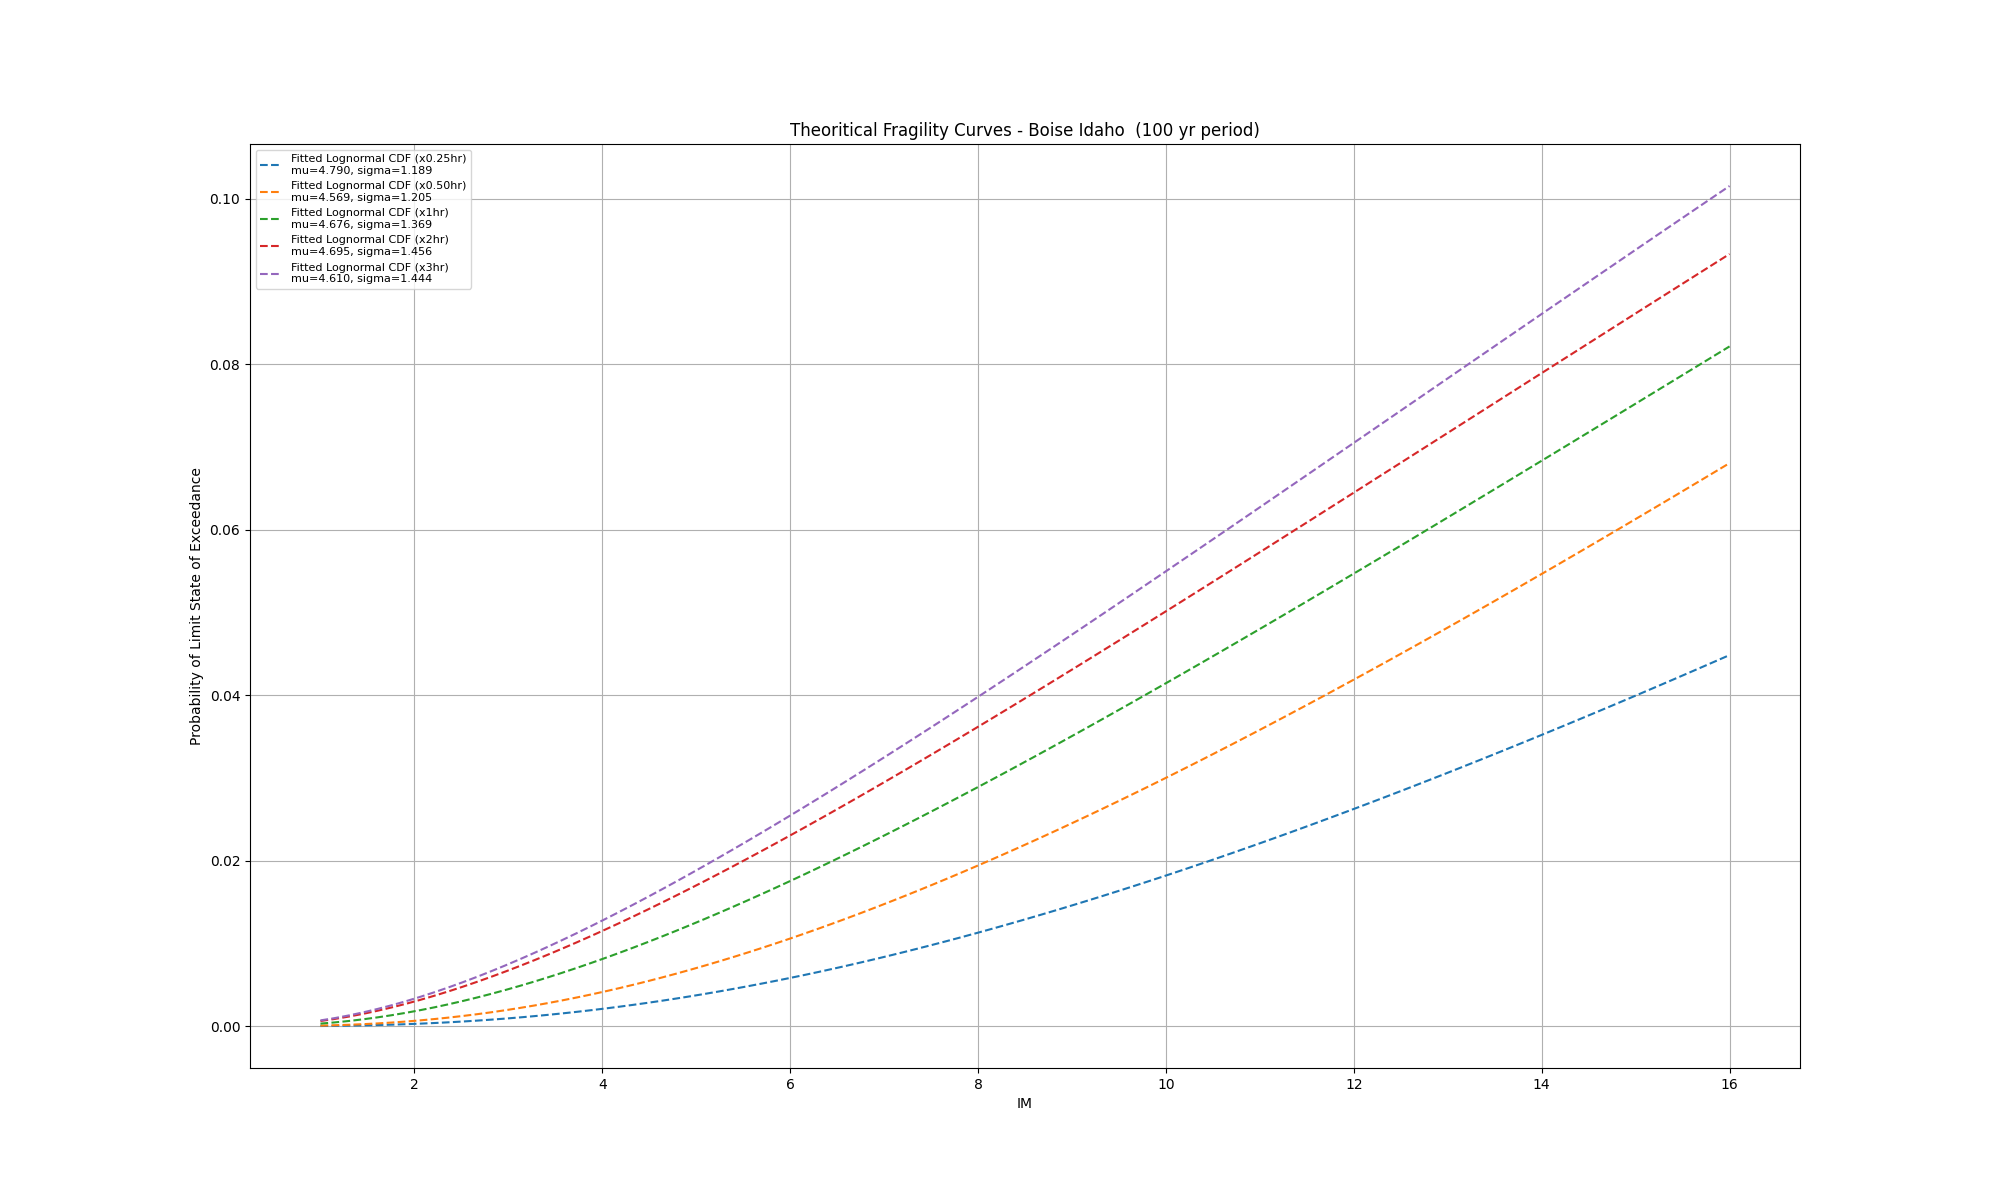 Theoritical Fragility Curves - Boise Idaho  (100 yr period)
Fitted Lognormal CDF (x0.25hr)
mu=4.790, sigma=1.189
Fitted Lognormal CDF (x0.50hr)
mu=4.569, sigma=1.205
Fitted Lognormal CDF (x1hr)
mu=4.676, sigma=1.369
Fitted Lognormal CDF (x2hr)
mu=4.695, sigma=1.456
Fitted Lognormal CDF (x3hr)
mu=4.610, sigma=1.444
Probability of Limit State of Exceedance
0.10
0.08
0.06
0.04
0.02
0.00
2 4 6 8 10 12 14 16
IM